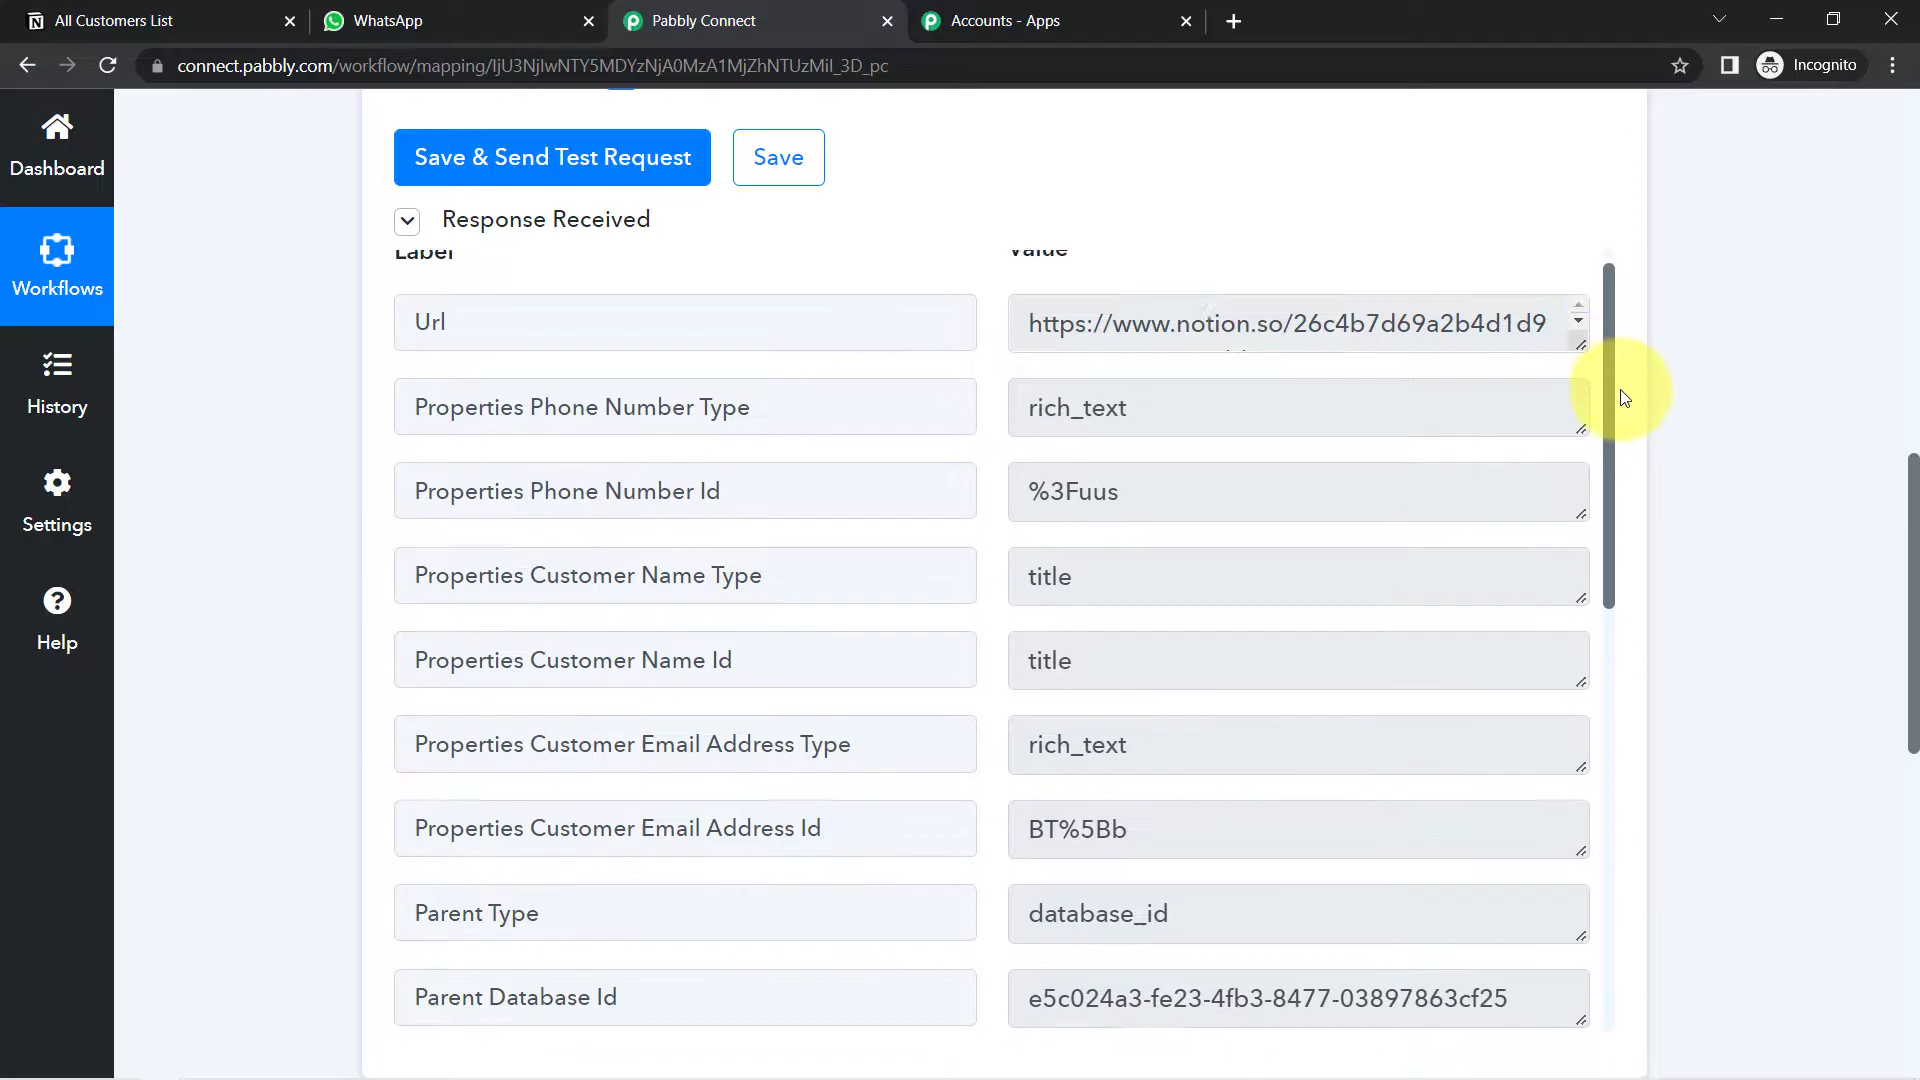 All Customers List
WhatsApp
Pabbly Connect
Accounts - Apps
connect.pabbly.com/workflow/mapping/IjU3NjIwNTY5MDYzNjA0MzA1MjZhNTUzMiI_3D_pc
Incognito
Dashboard
Workflows
History
Settings
Help
Save & Send Test Request
Save
Response Received
Label
Value
Url
https://www.notion.so/26c4b7d69a2b4d1d9
Properties Phone Number Type
rich_text
Properties Phone Number Id
%3Fuus
Properties Customer Name Type
title
Properties Customer Name Id
title
Properties Customer Email Address Type
rich_text
Properties Customer Email Address Id
BT%5Bb
Parent Type
database_id
Parent Database Id
e5c024a3-fe23-4fb3-8477-03897863cf25